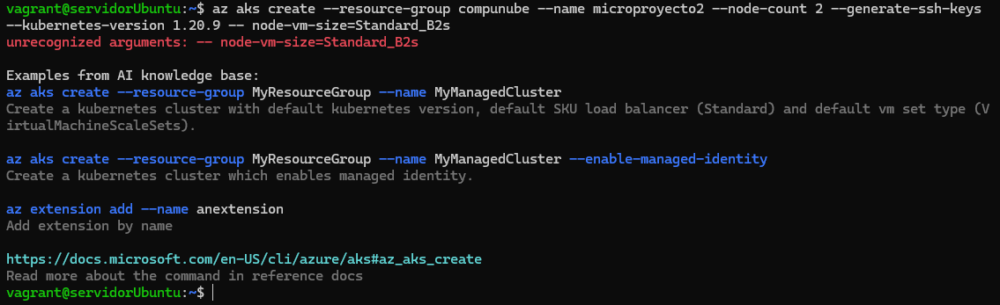 vagrant@servidorUbuntu:~$ az aks create --resource-group compunube --name microproyecto2 --node-count 2 --generate-ssh-keys
--kubernetes-version 1.20.9 -- node-vm-size=Standard_B2s
unrecognized arguments: -- node-vm-size=Standard_B2s
Examples from AI knowledge base:
az aks create --resource-group MyResourceGroup --name MyManagedCluster
Create a kubernetes cluster with default kubernetes version, default SKU load balancer (Standard) and default vm set type (V
irtualMachineScaleSets).
az aks create --resource-group MyResourceGroup --name MyManagedCluster --enable-managed-identity
Create a kubernetes cluster which enables managed identity.
az extension add --name anextension
Add extension by name
https://docs.microsoft.com/en-US/cli/azure/aks#az_aks_create
Read more about the command in reference docs
vagrant@servidorUbuntu:~$